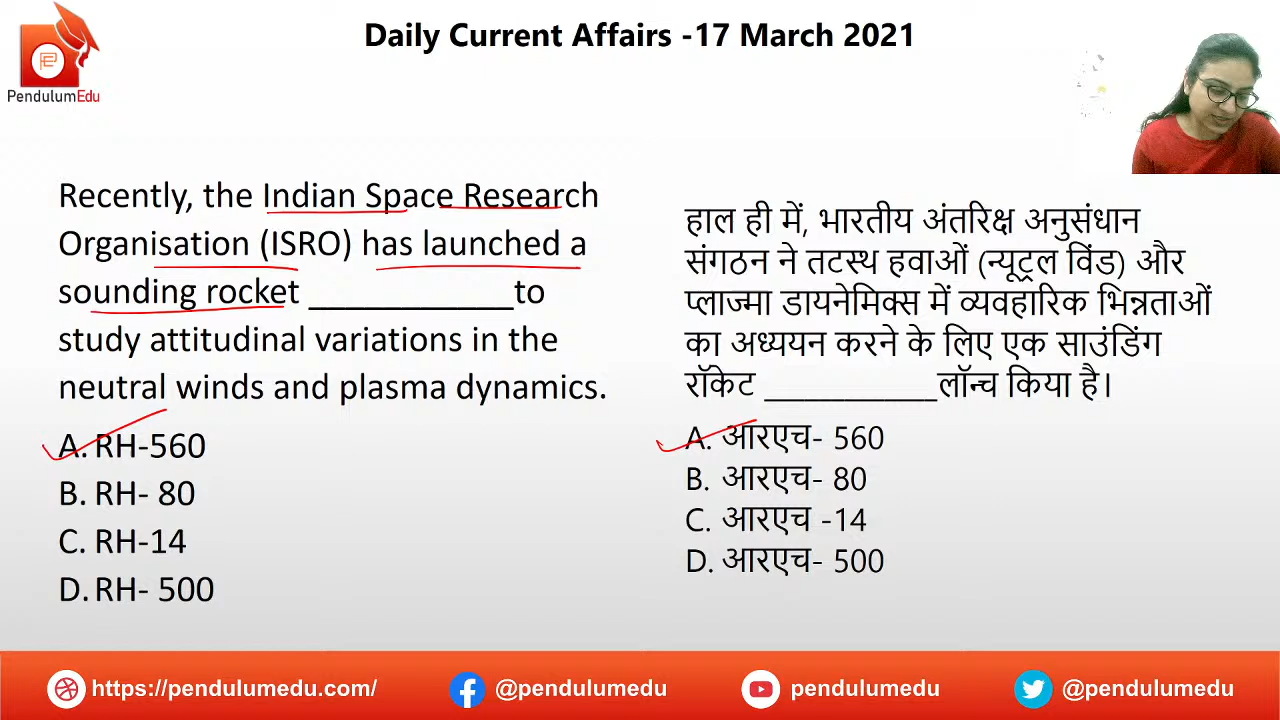 Daily Current Affairs -17 March 2021
PendulumEdu
Recently, the Indian Space Research
Organisation (ISRO) has launched a
sounding rocket ____________to
study attitudinal variations in the
neutral winds and plasma dynamics.
A. RH-560
B. RH- 80
C. RH-14
D. RH- 500
हाल ही में, भारतीय अंतरिक्ष अनुसंधान
संगठन ने तटस्थ हवाओं (न्यूट्रल विंड) और
प्लाज्मा डायनेमिक्स में व्यवहारिक भिन्नताओं
का अध्ययन करने के लिए एक साउंडिंग
रॉकेट ___________लॉन्च किया है।
A. आरएच- 560
B. आरएच- 80
C. आरएच -14
D. आरएच- 500
https://pendulumedu.com/
@pendulumedu
pendulumedu
@pendulumedu